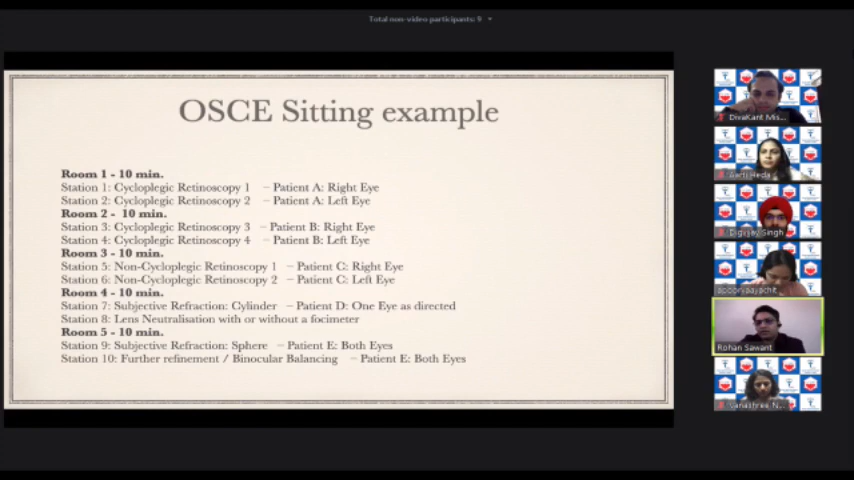 Total non-video participants: 9
OSCE Sitting example
Room 1 - 10 min.
Station 1: Cycloplegic Retinoscopy 1 – Patient A: Right Eye
Station 2: Cycloplegic Retinoscopy 2 – Patient A: Left Eye
Room 2 - 10 min.
Station 3: Cycloplegic Retinoscopy 3 – Patient B: Right Eye
Station 4: Cycloplegic Retinoscopy 4 – Patient B: Left Eye
Room 3 - 10 min.
Station 5: Non-Cycloplegic Retinoscopy 1 – Patient C: Right Eye
Station 6: Non-Cycloplegic Retinoscopy 2 – Patient C: Left Eye
Room 4 - 10 min.
Station 7: Subjective Refraction: Cylinder – Patient D: One Eye as directed
Station 8: Lens Neutralisation with or without a focimeter
Room 5 - 10 min.
Station 9: Subjective Refraction: Sphere – Patient E: Both Eyes
Station 10: Further refinement / Binocular Balancing – Patient E: Both Eyes
DivaKant Mis...
Aarti Heda
Digvijay Singh
Rohan Sawant
Vanashree N...